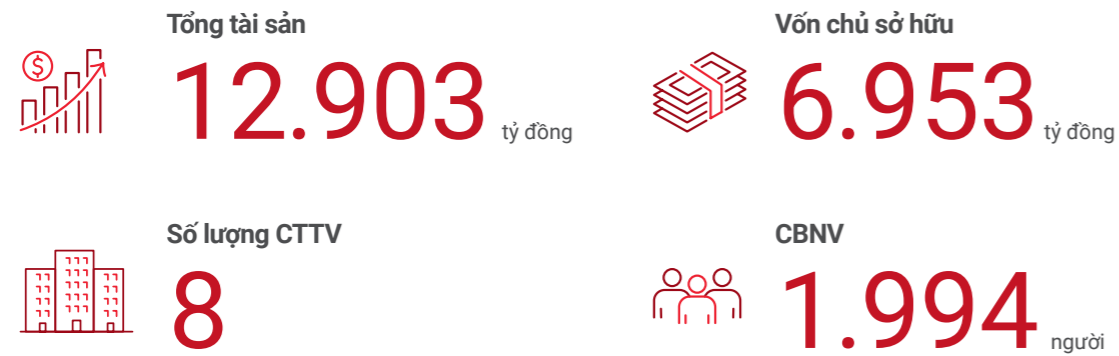 Tổng tài sản
$ 12.903 tỷ đồng
Vốn chủ sở hữu
6.953 tỷ đồng
Số lượng CTTV
8
CBNV
1.994 người